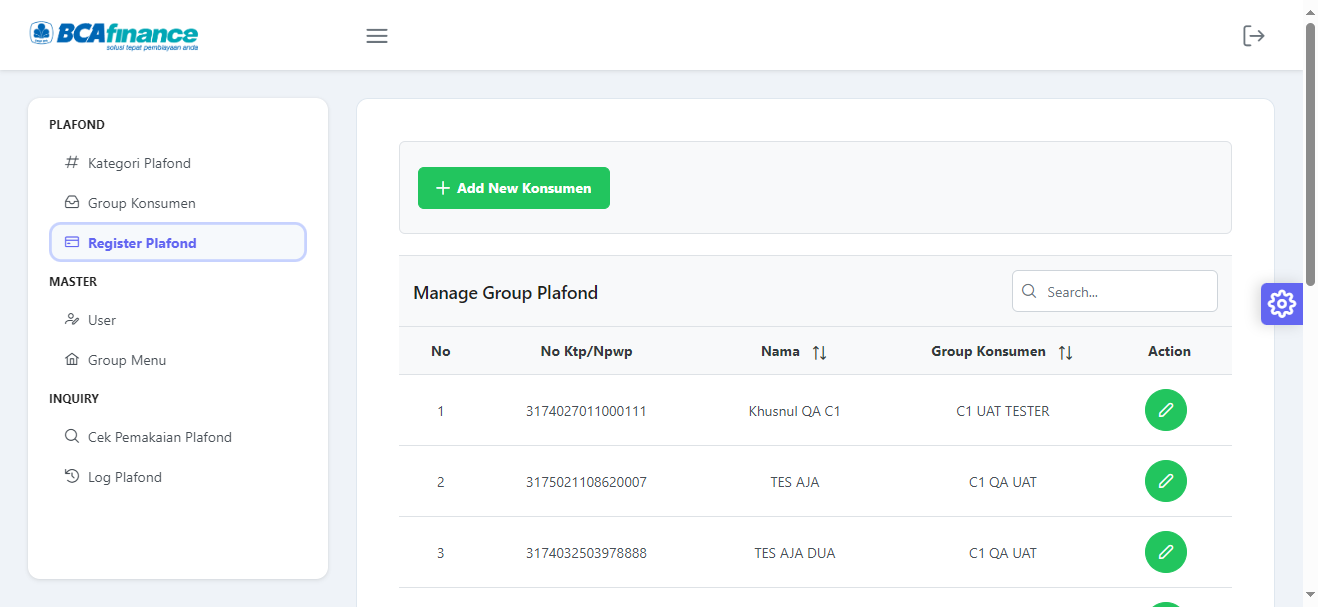 BCAfinance
solusi tepat pembiayaan anda
PLAFOND
Kategori Plafond
Group Konsumen
Register Plafond
MASTER
User
Group Menu
INQUIRY
Cek Pemakaian Plafond
Log Plafond
Add New Konsumen
Manage Group Plafond
Search...
No No Ktp/Npwp Nama Group Konsumen Action
1 3174027011000111 Khusnul QA C1 C1 UAT TESTER
2 3175021108620007 TES AJA C1 QA UAT
3 3174032503978888 TES AJA DUA C1 QA UAT